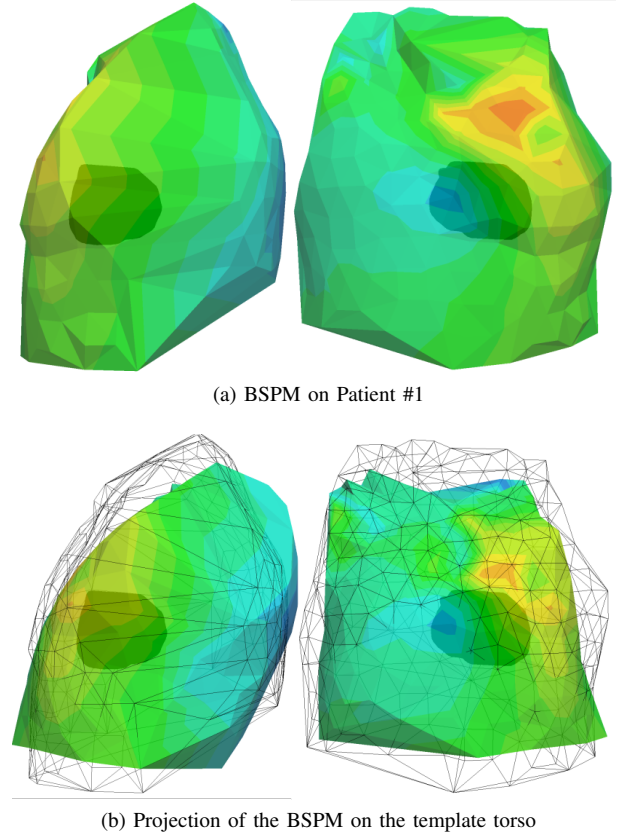 (a) BSPM on Patient #1
(b) Projection of the BSPM on the template torso